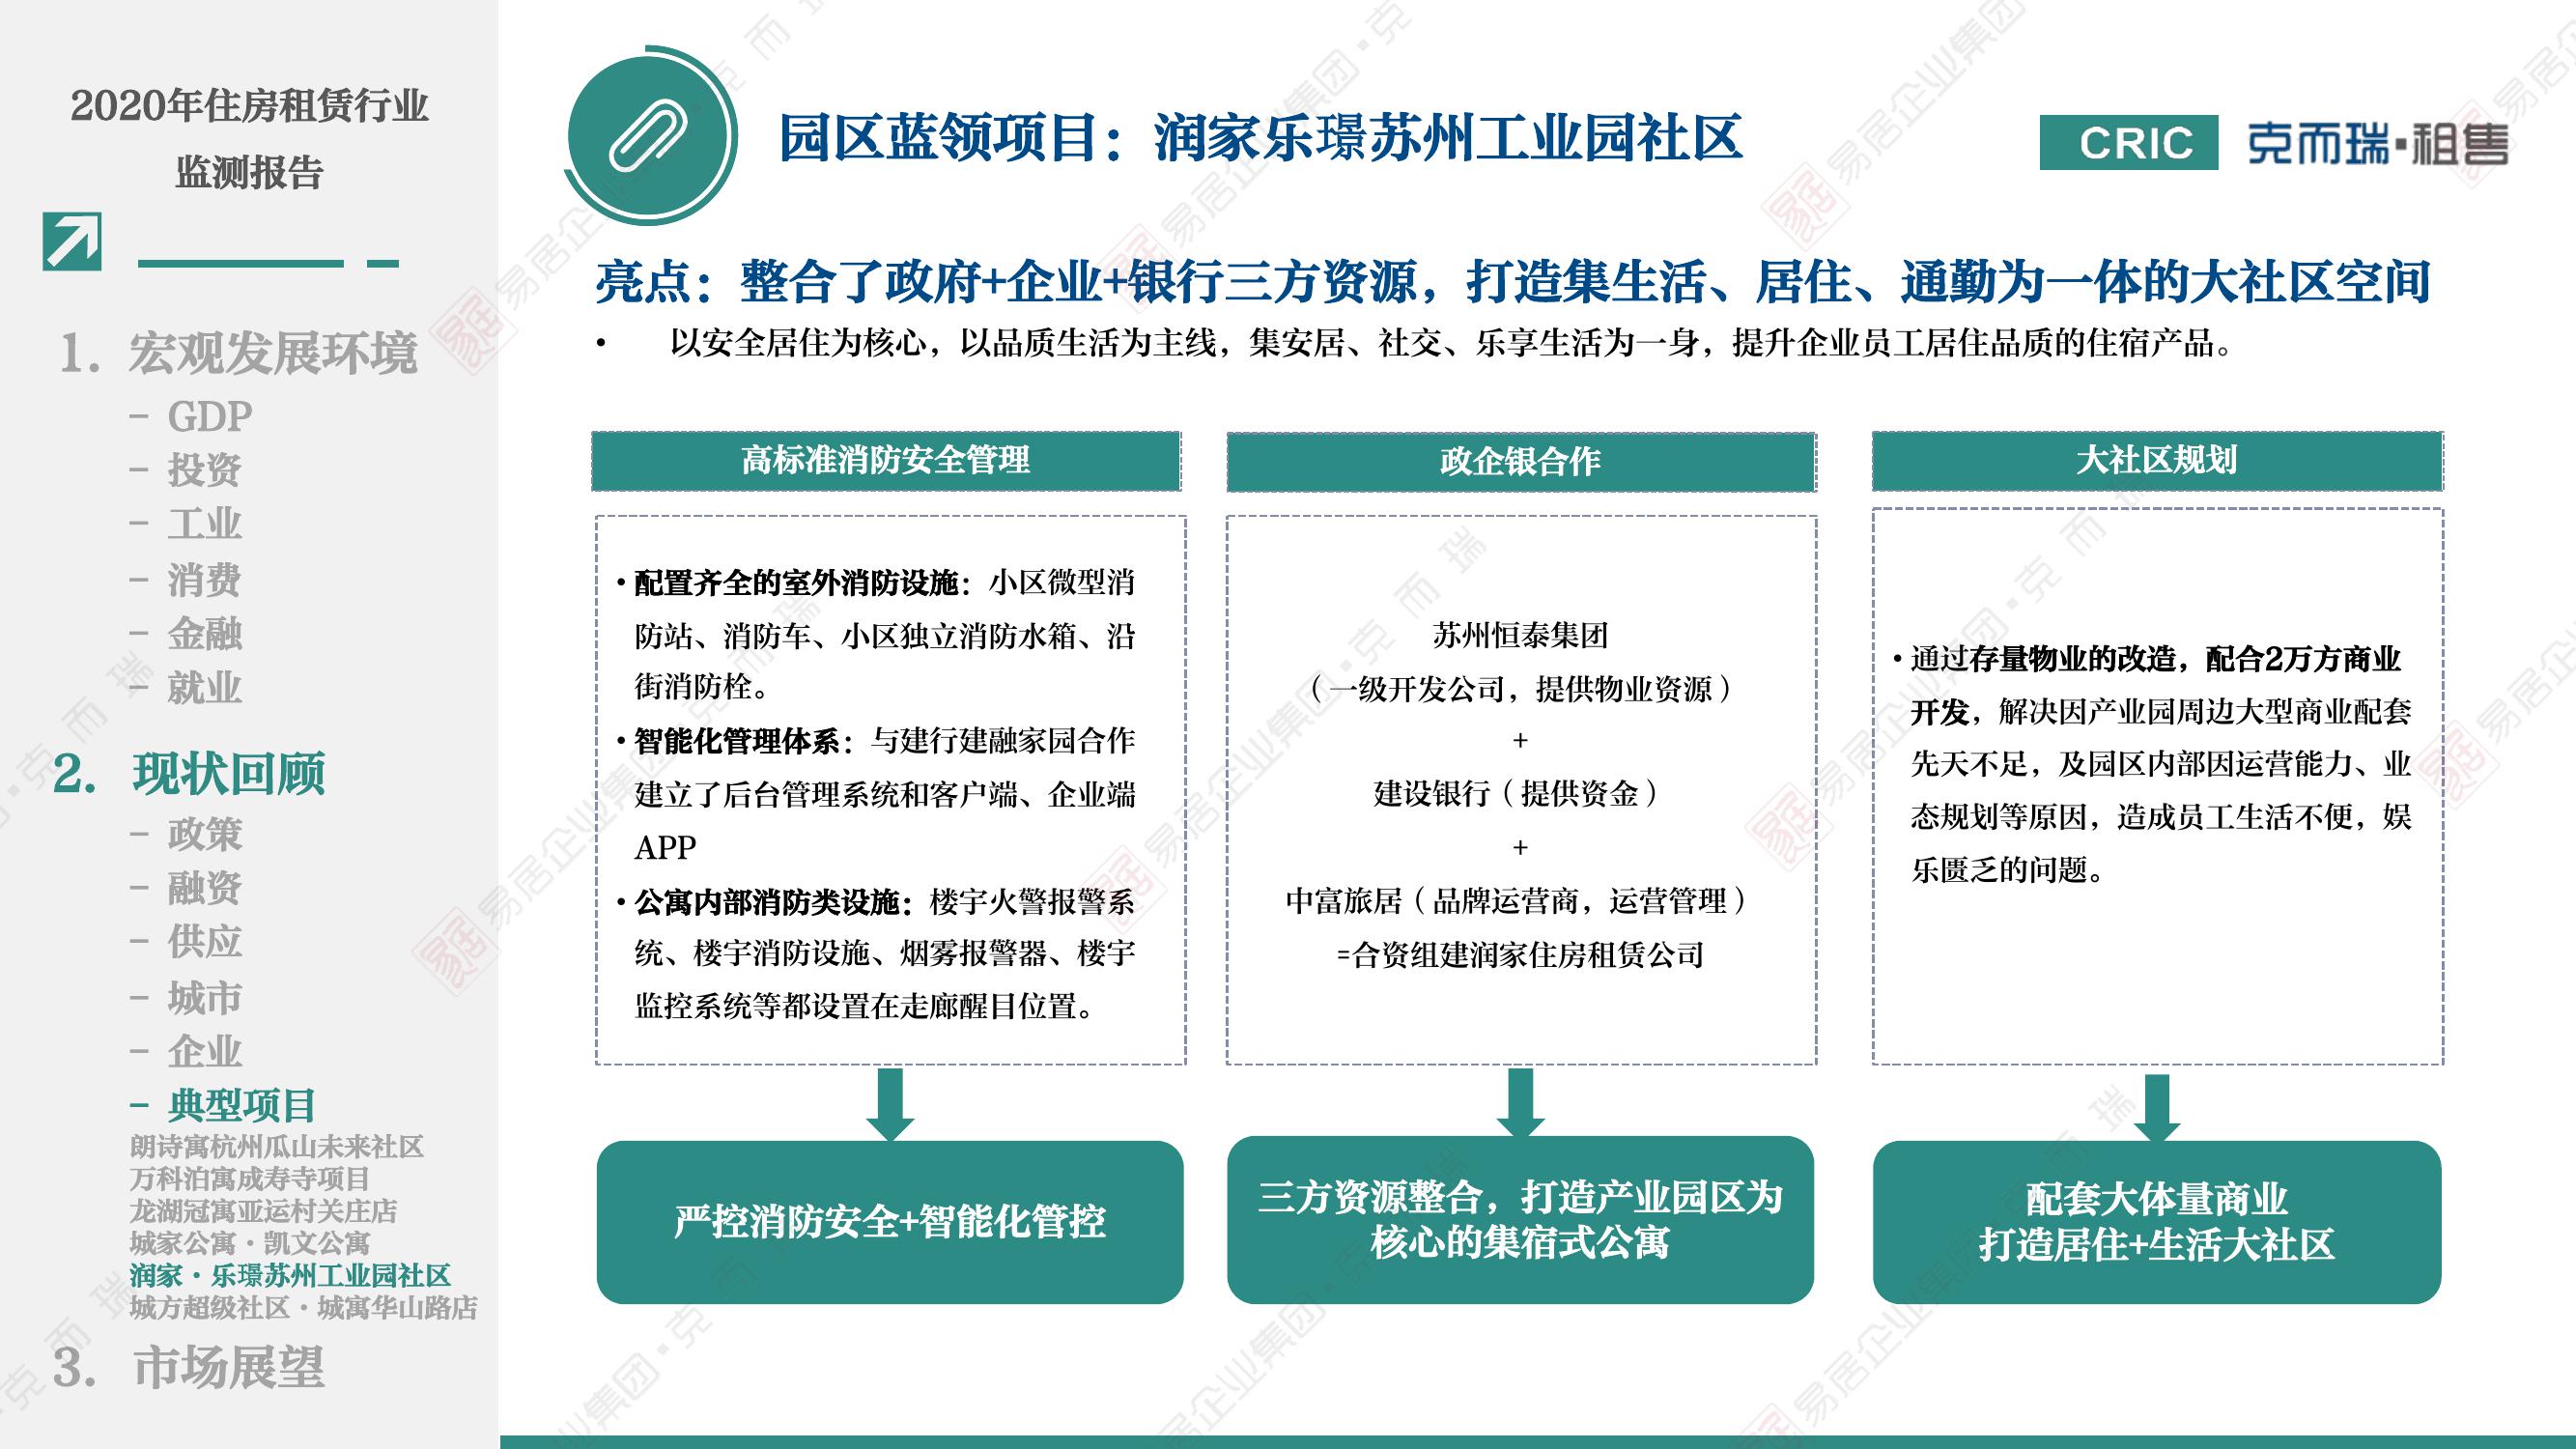 2020年住房租赁行业
监测报告
1. 宏观发展环境
– GDP
– 投资
– 工业
– 消费
– 金融
– 就业
2. 现状回顾
– 政策
– 融资
– 供应
– 城市
– 企业
– 典型项目
朗诗寓杭州瓜山未来社区
万科泊寓成寿寺项目
龙湖冠寓亚运村关庄店
城家公寓·凯文公寓
润家·乐璟苏州工业园社区
城方超级社区·城寓华山路店
3. 市场展望
园区蓝领项目：润家乐璟苏州工业园社区
CRIC 克而瑞·租售
亮点：整合了政府+企业+银行三方资源，打造集生活、居住、通勤为一体的大社区空间
• 以安全居住为核心，以品质生活为主线，集安居、社交、乐享生活为一身，提升企业员工居住品质的住宿产品。
高标准消防安全管理
• 配置齐全的室外消防设施：小区微型消
防站、消防车、小区独立消防水箱、沿
街消防栓。
• 智能化管理体系：与建行建融家园合作
建立了后台管理系统和客户端、企业端
APP
• 公寓内部消防类设施：楼宇火警报警系
统、楼宇消防设施、烟雾报警器、楼宇
监控系统等都设置在走廊醒目位置。
严控消防安全+智能化管控
政企银合作
苏州恒泰集团
（一级开发公司，提供物业资源）
+
建设银行（提供资金）
+
中富旅居（品牌运营商，运营管理）
=合资组建润家住房租赁公司
三方资源整合，打造产业园区为
核心的集宿式公寓
大社区规划
• 通过存量物业的改造，配合2万方商业
开发，解决因产业园周边大型商业配套
先天不足，及园区内部因运营能力、业
态规划等原因，造成员工生活不便，娱
乐匮乏的问题。
配套大体量商业
打造居住+生活大社区
易居企业集团·克而瑞